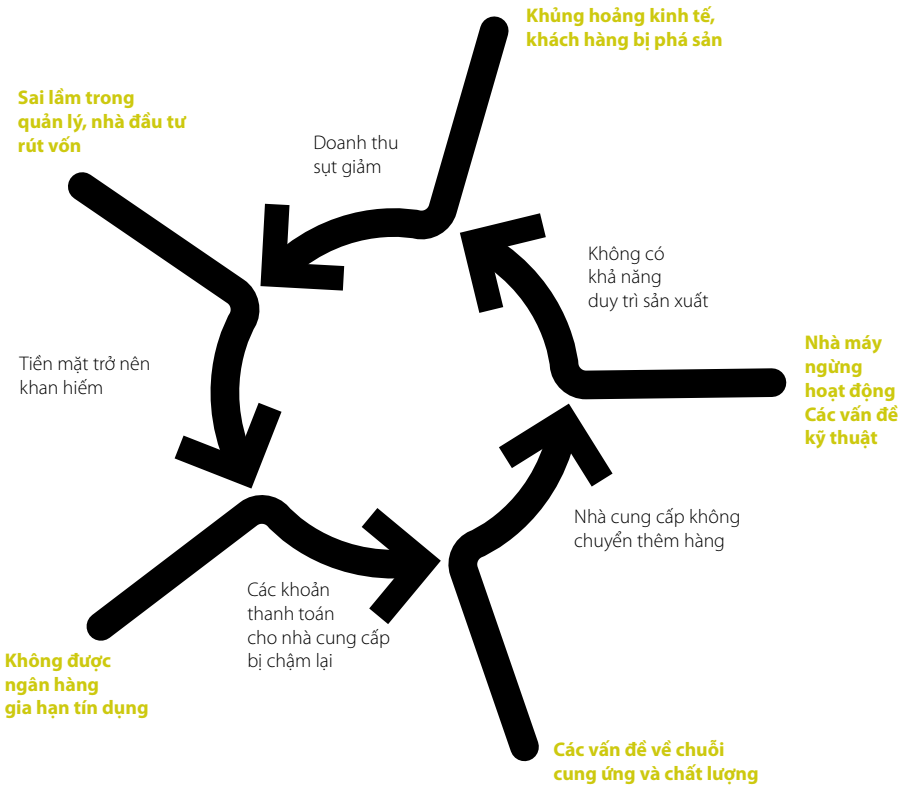 Khủng hoảng kinh tế,
khách hàng bị phá sản
Sai lầm trong
quản lý, nhà đầu tư
rút vốn
Doanh thu
sụt giảm
Không có
khả năng
duy trì sản xuất
Nhà máy
ngừng
hoạt động
Các vấn đề
kỹ thuật
Tiền mặt trở nên
khan hiếm
Nhà cung cấp không
chuyển thêm hàng
Các khoản
thanh toán
cho nhà cung cấp
bị chậm lại
Không được
ngân hàng
gia hạn tín dụng
Các vấn đề về chuỗi
cung ứng và chất lượng